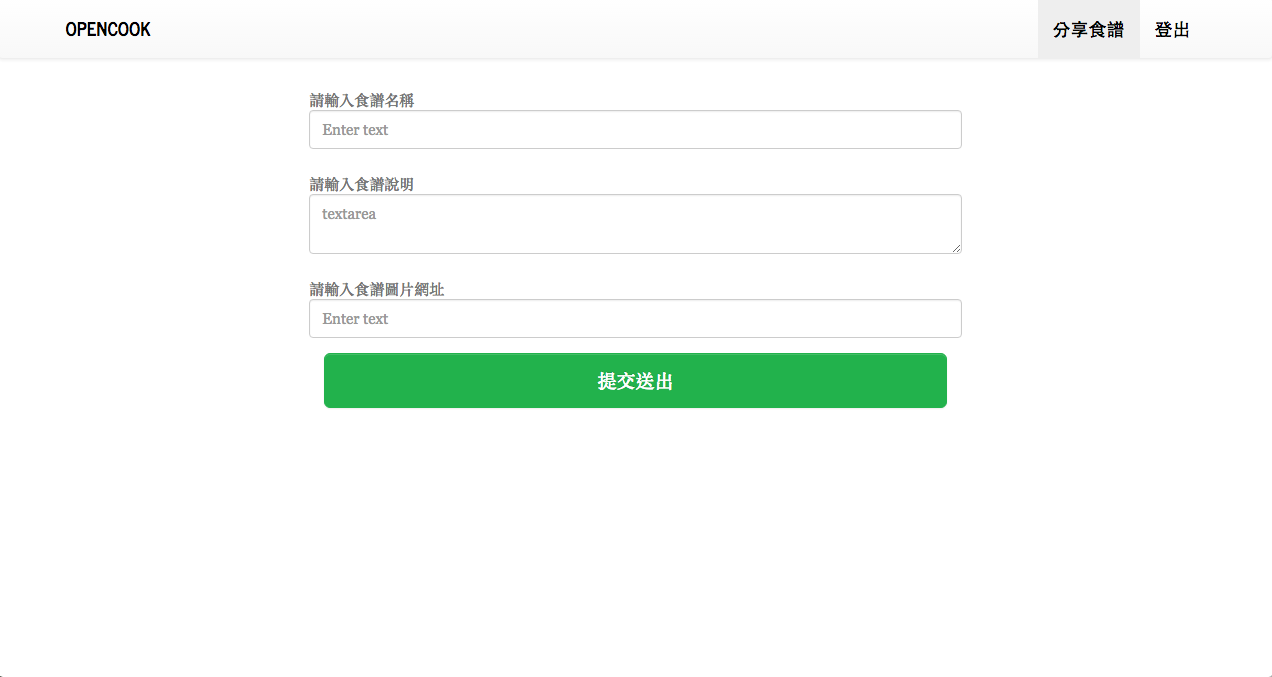 OPENCOOK
分享食譜
登出
請輸入食譜名稱
Enter text
請輸入食譜說明
textarea
請輸入食譜圖片網址
Enter text
提交送出